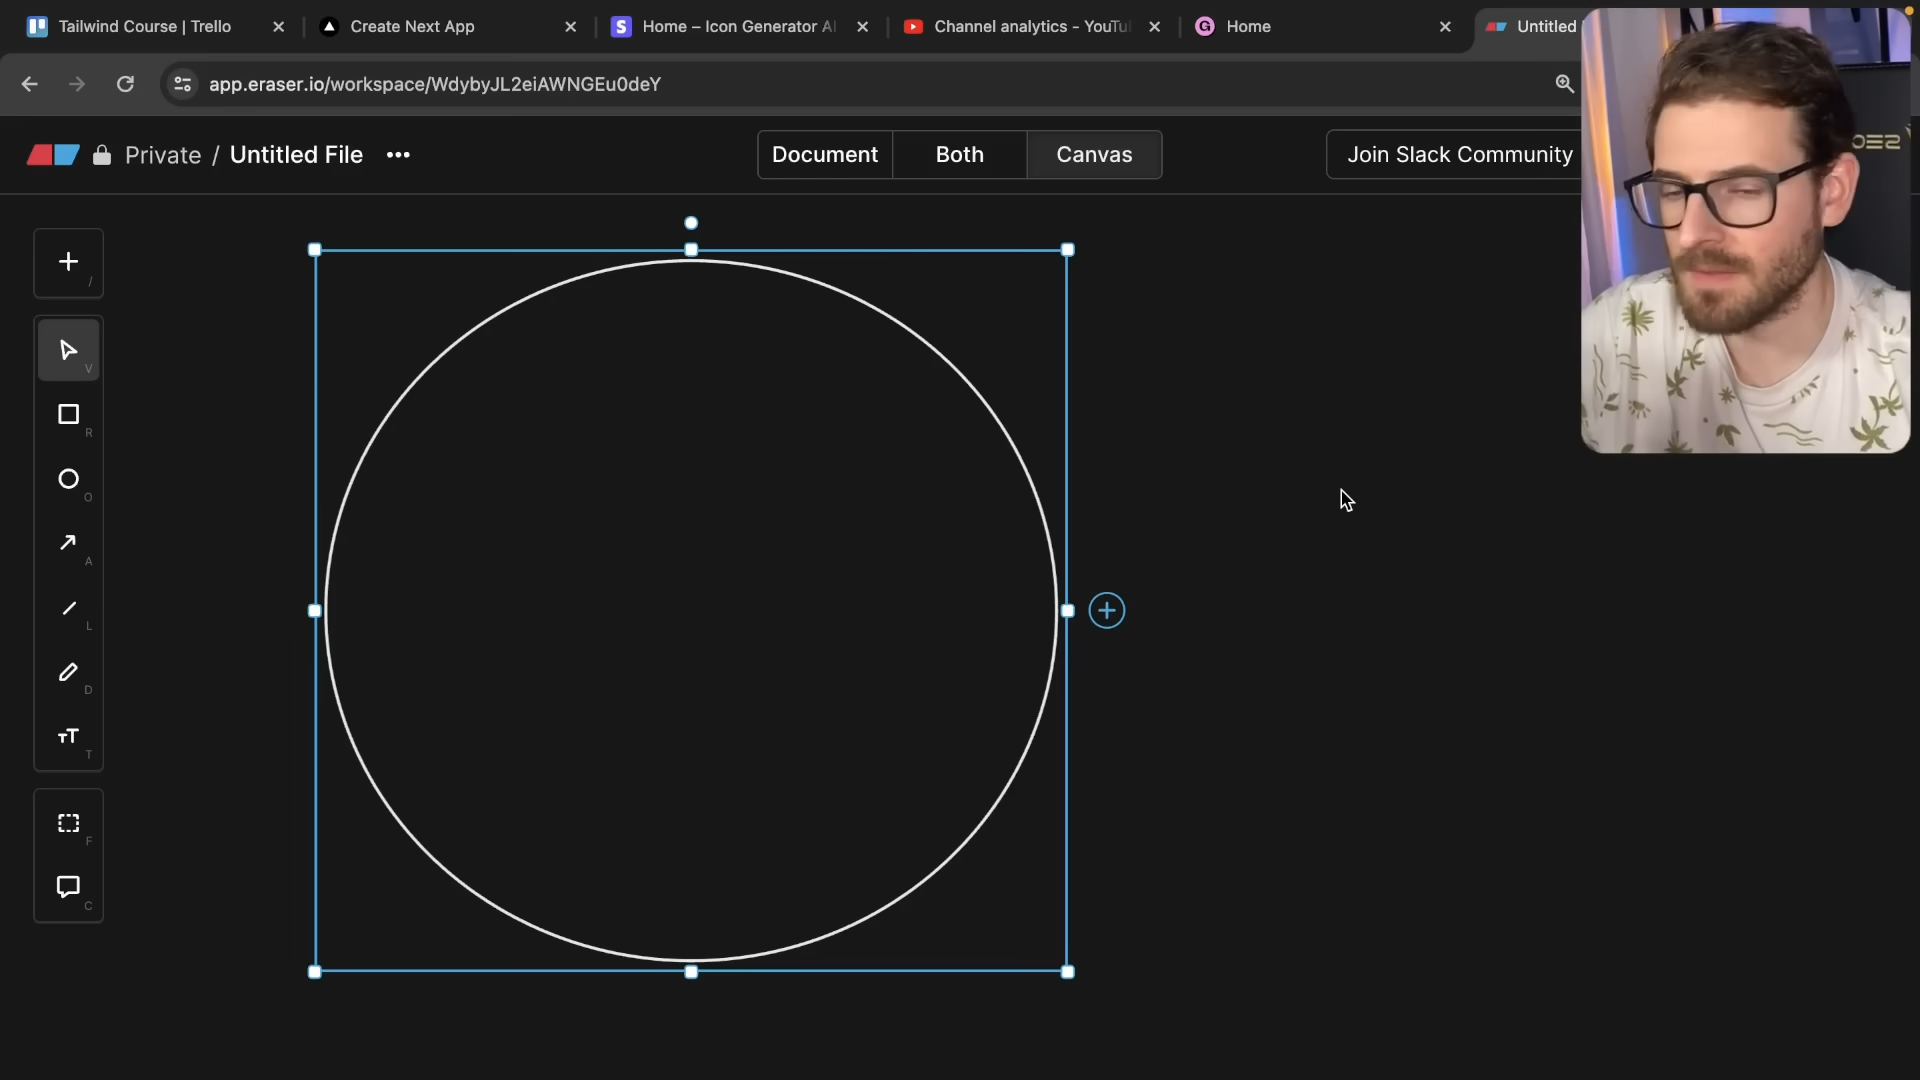 Tailwind Course | Trello
Create Next App
Home – Icon Generator AI
Channel analytics - YouTu
G Home
Untitled
app.eraser.io/workspace/WdybyJL2eiAWNGEu0deY
Private / Untitled File
Document
Both
Canvas
Join Slack Community
/
V
R
O
A
L
D
T
F
C